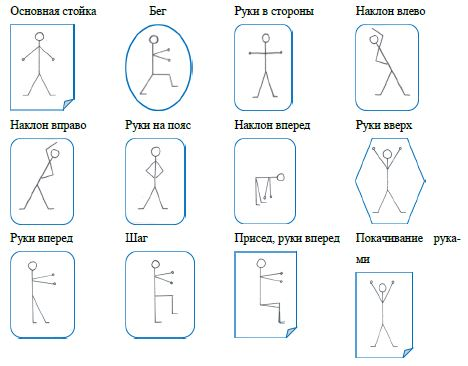 Основная стойка Бег Руки в стороны Наклон влево
Наклон вправо Руки на пояс Наклон вперед Руки вверх
Руки вперед Шаг Присед, руки вперед Покачивание рука-
ми